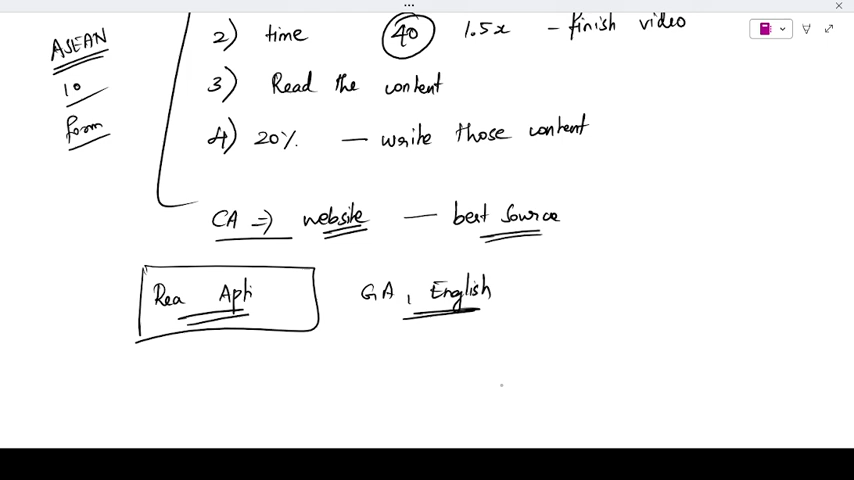 ASEAN
10
form
2) time 40 1.5x - finish video
3) Read the content
4) 20% — write those content
CA => website — best source
Rea Apti
GA, English